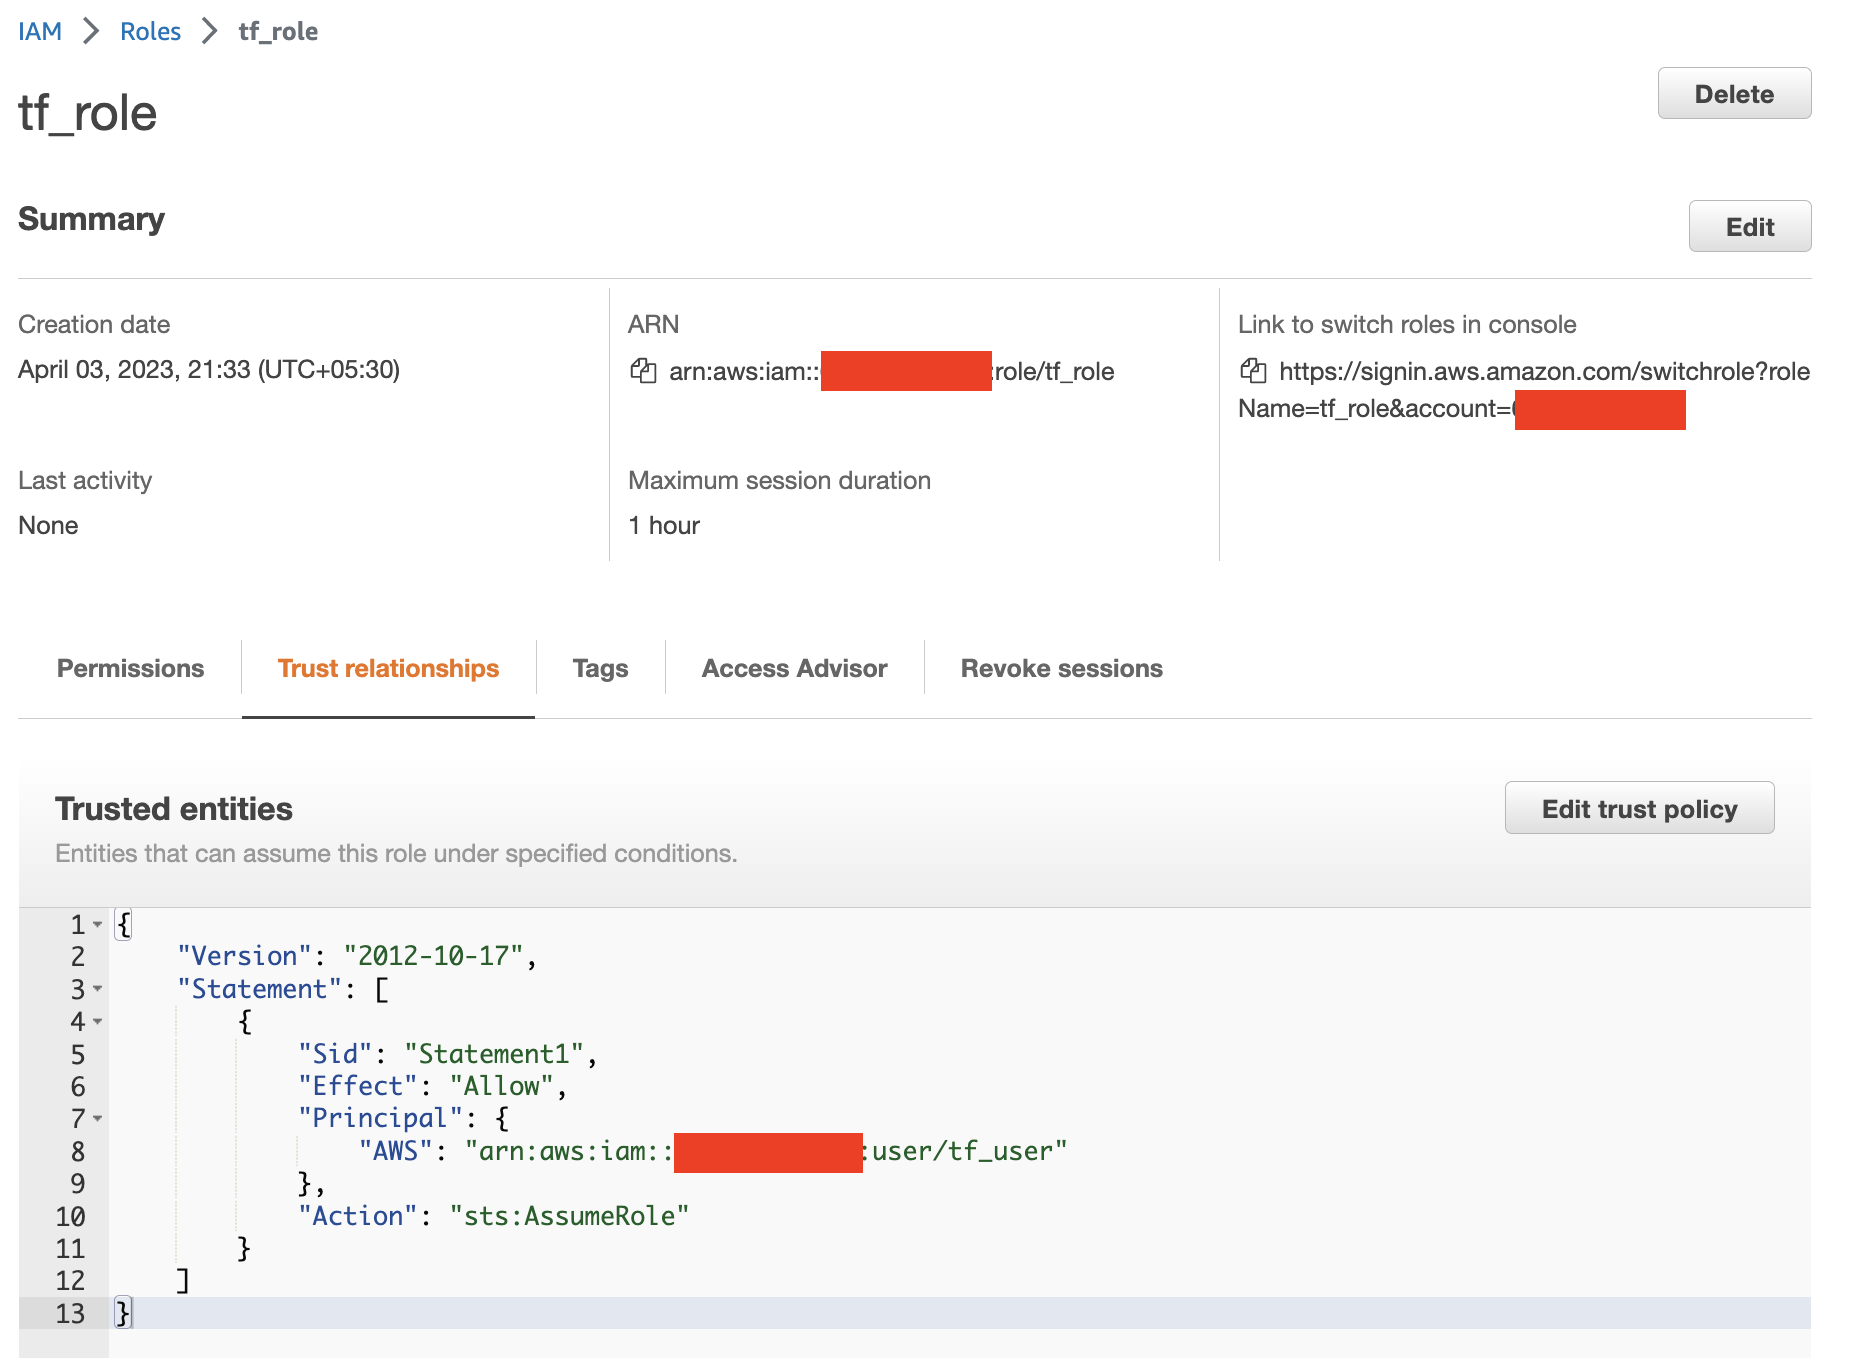 IAM > Roles > tf_role
tf_role
Delete
Summary
Edit
Creation date
April 03, 2023, 21:33 (UTC+05:30)
ARN
arn:aws:iam:: :role/tf_role
Link to switch roles in console
https://signin.aws.amazon.com/switchrole?role
Name=tf_role&account=
Last activity
None
Maximum session duration
1 hour
Permissions
Trust relationships
Tags
Access Advisor
Revoke sessions
Trusted entities
Edit trust policy
Entities that can assume this role under specified conditions.
1 {
2 "Version": "2012-10-17",
3 "Statement": [
4 {
5 "Sid": "Statement1",
6 "Effect": "Allow",
7 "Principal": {
8 "AWS": "arn:aws:iam:: :user/tf_user"
9 },
10 "Action": "sts:AssumeRole"
11 }
12 ]
13 }